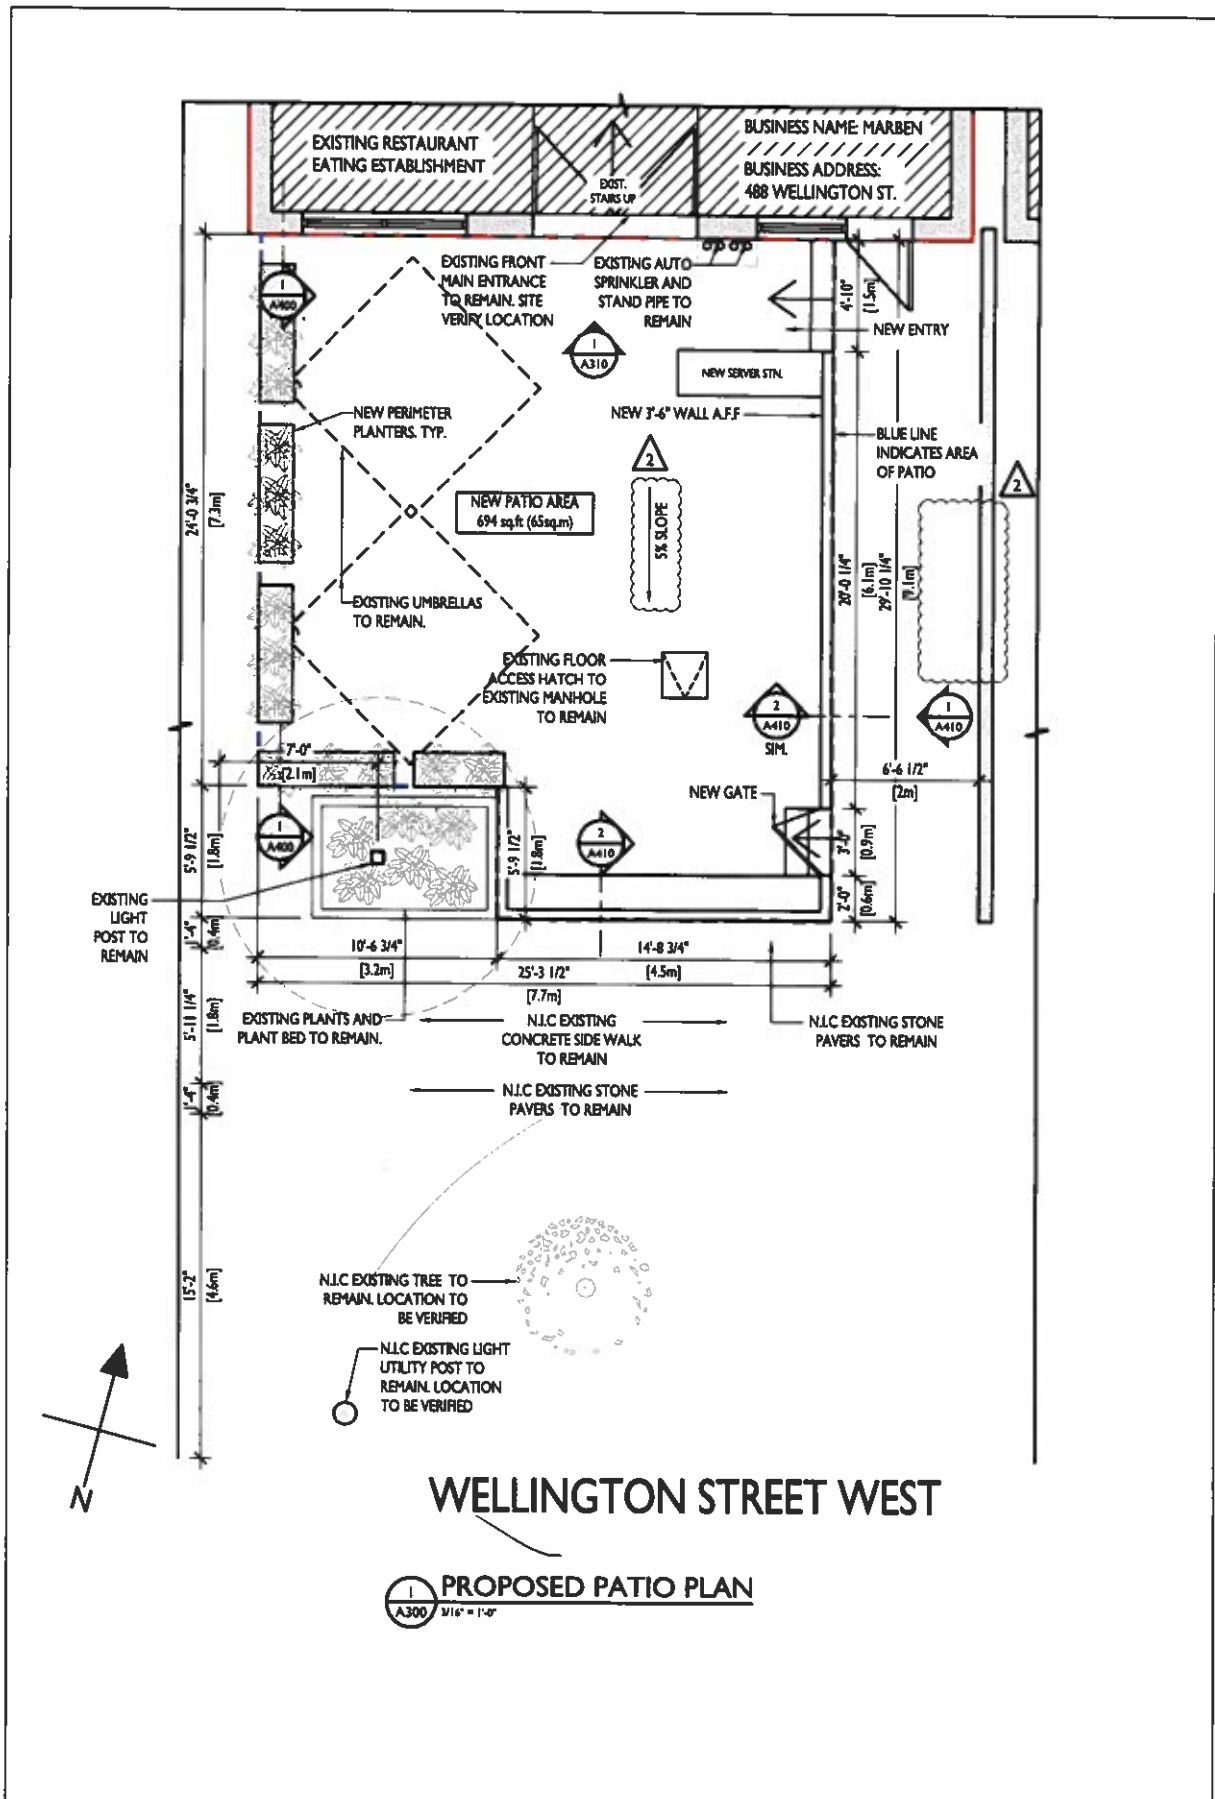 EXISTING RESTAURANT
EATING ESTABLISHMENT
EXIST.
STAIRS UP
BUSINESS NAME: MARBEN
BUSINESS ADDRESS:
488 WELLINGTON ST.
EXISTING FRONT
MAIN ENTRANCE
TO REMAIN. SITE
VERIFY LOCATION
EXISTING AUTO
SPRINKLER AND
STAND PIPE TO
REMAIN
4'-10"
[1.5m]
1
A400
NEW ENTRY
1
A310
NEW SERVER STN.
NEW 3'-6" WALL A.F.F
NEW PERIMETER
PLANTERS. TYP.
BLUE LINE
INDICATES AREA
OF PATIO
2
2
24'-0 3/4"
[7.3m]
NEW PATIO AREA
694 sq.ft (65sq.m)
5% SLOPE
20'-0 1/4"
[6.1m]
29'-10 1/4"
[9.1m]
EXISTING UMBRELLAS
TO REMAIN.
EXISTING FLOOR
ACCESS HATCH TO
EXISTING MANHOLE
TO REMAIN
2
A410
SIM.
1
A410
7'-0"
[2.1m]
6'-6 1/2"
[2m]
NEW GATE
5'-9 1/2"
[1.8m]
1
A400
5'-9 1/2"
[1.8m]
2
A410
3'-0"
[0.9m]
2'-0"
[0.6m]
EXISTING
LIGHT
POST TO
REMAIN
1'-4"
[0.4m]
10'-6 3/4"
[3.2m]
14'-8 3/4"
[4.5m]
25'-3 1/2"
[7.7m]
5'-11 1/4"
[1.8m]
EXISTING PLANTS AND
PLANT BED TO REMAIN.
N.I.C EXISTING
CONCRETE SIDE WALK
TO REMAIN
N.I.C EXISTING STONE
PAVERS TO REMAIN
1'-4"
[0.4m]
N.I.C EXISTING STONE
PAVERS TO REMAIN
15'-2"
[4.6m]
N.I.C EXISTING TREE TO
REMAIN. LOCATION TO
BE VERIFIED
N.I.C EXISTING LIGHT
UTILITY POST TO
REMAIN. LOCATION
TO BE VERIFIED
N
WELLINGTON STREET WEST
1
A300
PROPOSED PATIO PLAN
3/16" = 1'-0"